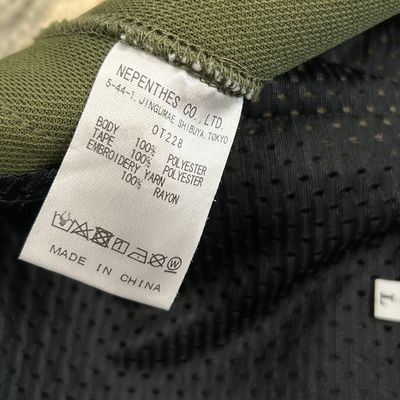 NEPENTHES CO., LTD.
5-44-1, JINGUMAE SHIBUYA, TOKYO
OT228
BODY
100% POLYESTER
TAPE
100% POLYESTER
EMBROIDERY YARN
100% RAYON
W
MADE IN CHINA
L